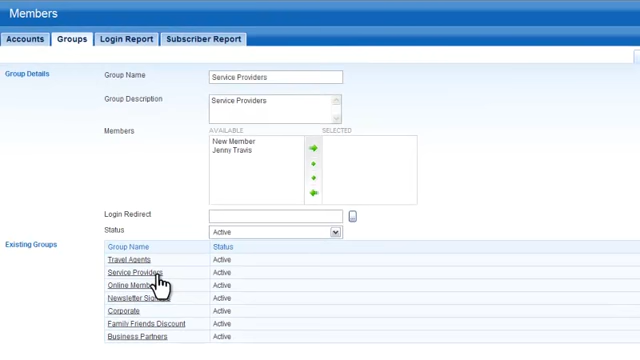 Members
Accounts Groups Login Report Subscriber Report
Group Details
Group Name Service Providers
Group Description Service Providers
Members AVAILABLE SELECTED
New Member
Jenny Travis
Login Redirect
Status Active
Existing Groups Group Name Status
Travel Agents Active
Service Providers Active
Online Active
Newsletter Active
Corporate Active
Family Friends Discount Active
Business Partners Active